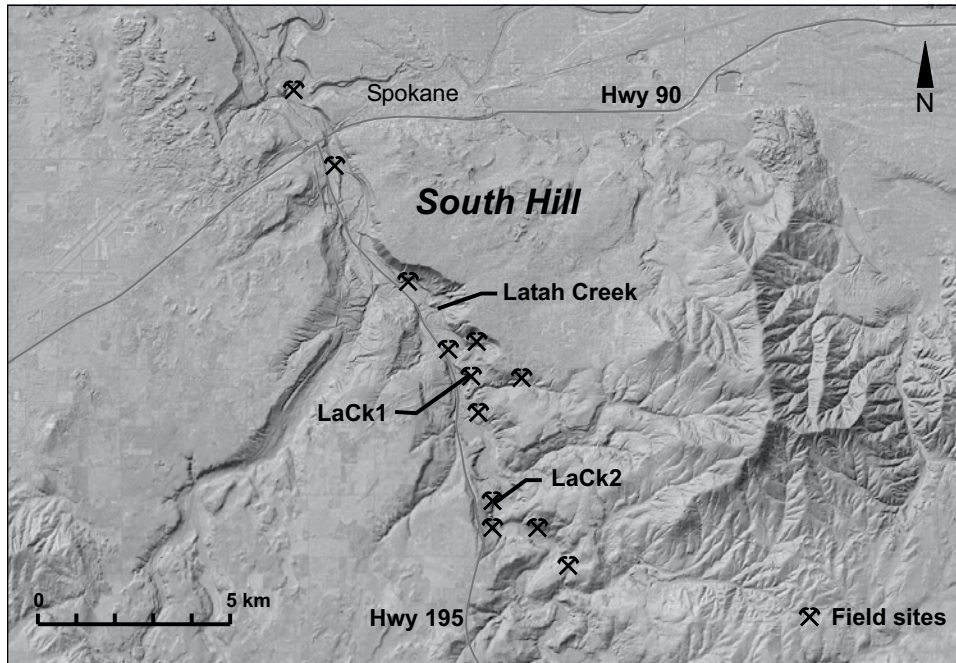 Spokane
Hwy 90
N
South Hill
Latah Creek
LaCk1
LaCk2
0 5 km
Hwy 195
Field sites